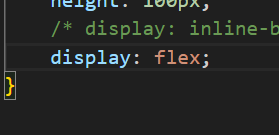 height: 100px;
/* display: inline-b
display: flex;
}